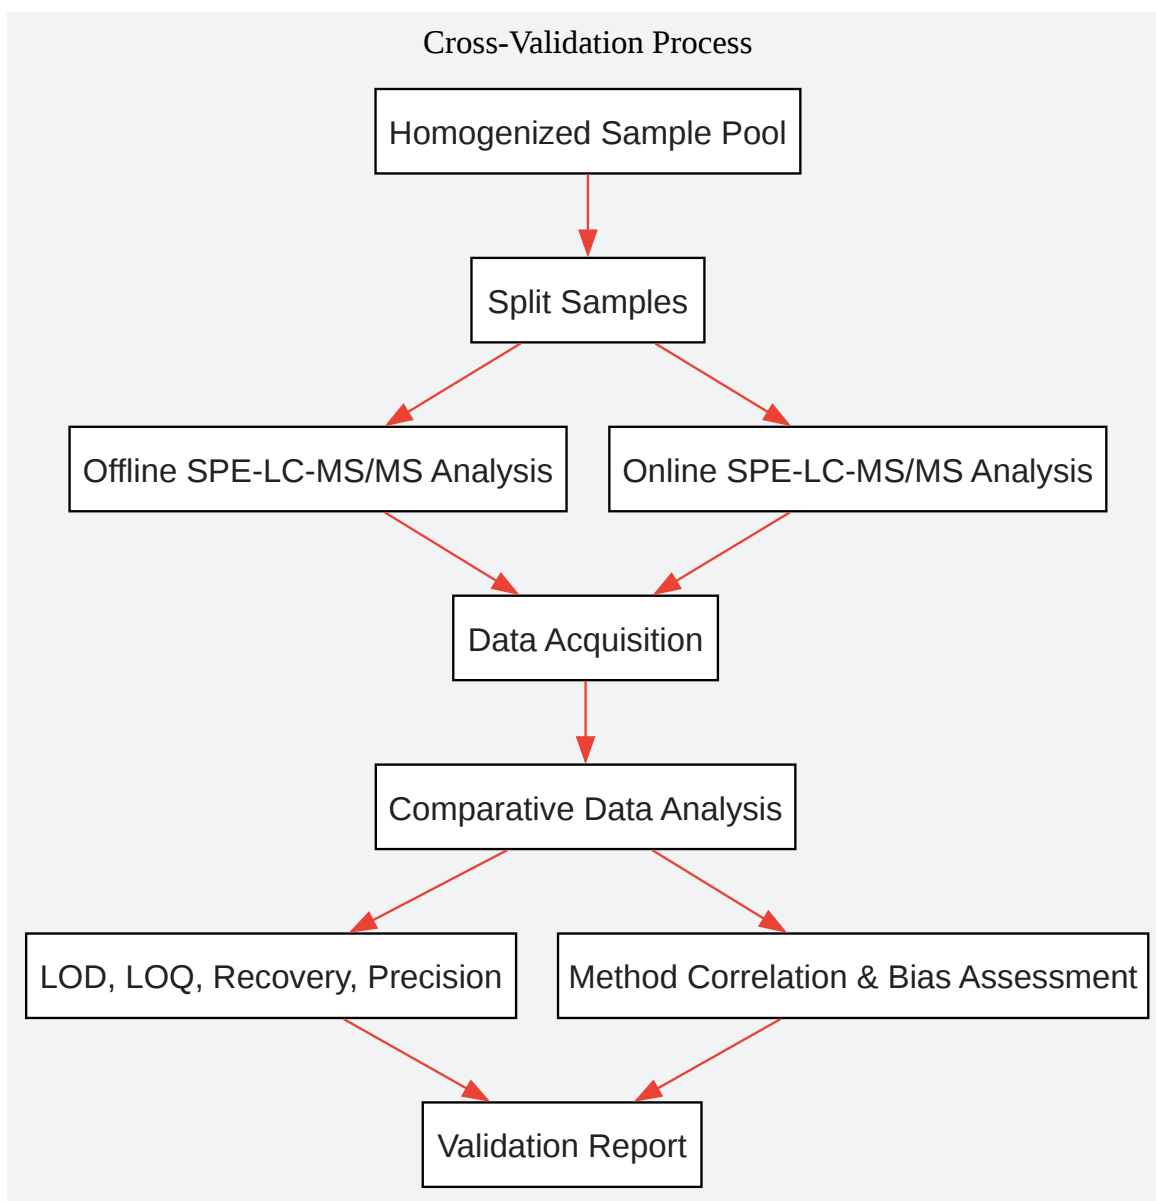 Cross-Validation Process
Homogenized Sample Pool
Split Samples
Offline SPE-LC-MS/MS Analysis
Online SPE-LC-MS/MS Analysis
Data Acquisition
Comparative Data Analysis
LOD, LOQ, Recovery, Precision
Method Correlation & Bias Assessment
Validation Report